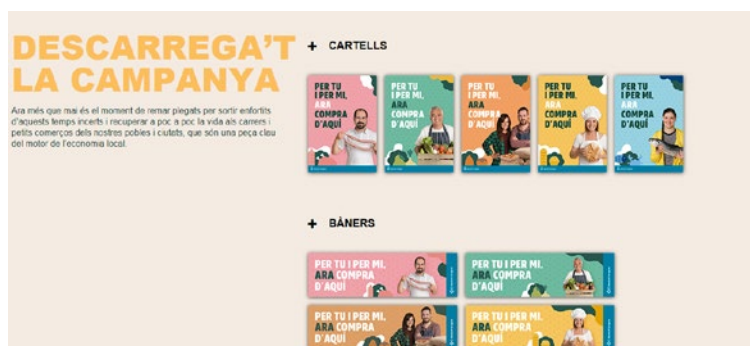 DESCARREGA'T
LA CAMPANYA
Ara més que mai és el moment de remar plegats per sortir enfortits
d'aquests temps incerts i recuperar a poc a poc la vida als carrers i
petits comerços dels nostres pobles i ciutats, que són una peça clau
del motor de l'economia local.
+ CARTELLS
PER TU
I PER MI,
ARA
COMPRA
D'AQUÍ
PER TU
I PER MI,
ARA
COMPRA
D'AQUÍ
PER TU
I PER MI,
ARA
COMPRA
D'AQUÍ
PER TU
I PER MI,
ARA
COMPRA
D'AQUÍ
PER TU
I PER MI,
ARA
COMPRA
D'AQUÍ
+ BÀNERS
PER TU I PER MI,
ARA COMPRA
D'AQUÍ
PER TU I PER MI,
ARA COMPRA
D'AQUÍ
PER TU I PER MI,
ARA COMPRA
D'AQUÍ
PER TU I PER MI,
ARA COMPRA
D'AQUÍ